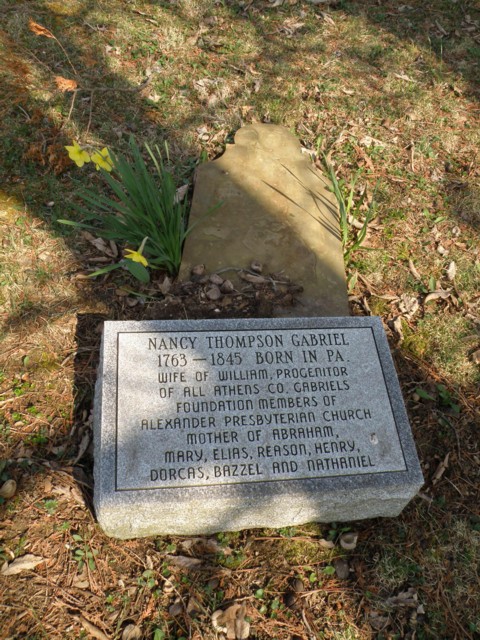 NANCY THOMPSON GABRIEL
1763 — 1845 BORN IN PA.
WIFE OF WILLIAM, PROGENITOR
OF ALL ATHENS CO. GABRIELS
FOUNDATION MEMBERS OF
ALEXANDER PRESBYTERIAN CHURCH
MOTHER OF ABRAHAM,
MARY, ELIAS, REASON, HENRY,
DORCAS, BAZZEL AND NATHANIEL